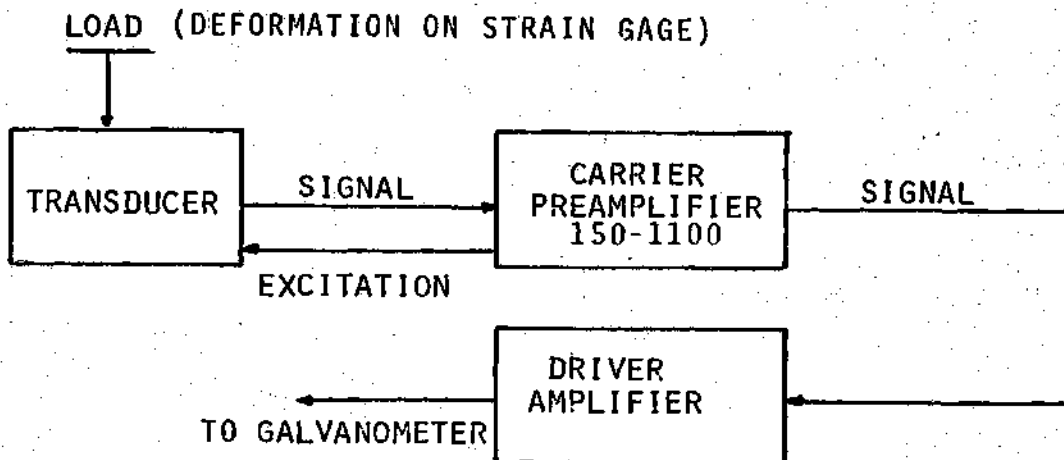 LOAD (DEFORMATION ON STRAIN GAGE)
TRANSDUCER
SIGNAL
EXCITATION
CARRIER
PREAMPLIFIER
150-1100
SIGNAL
DRIVER
AMPLIFIER
TO GALVANOMETER